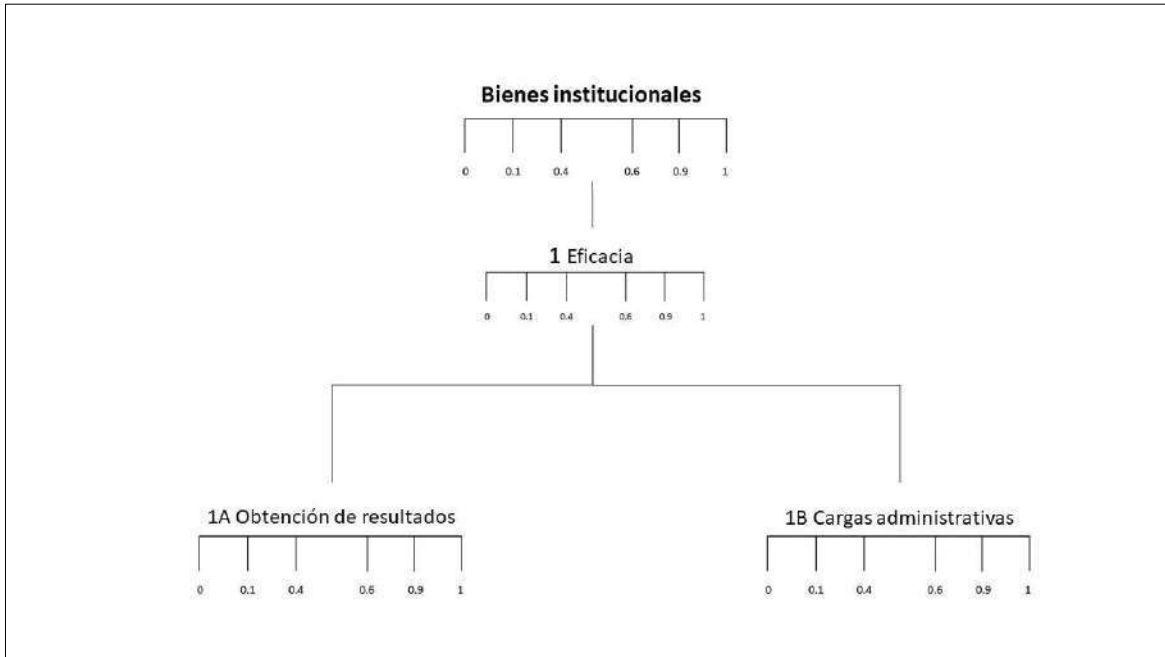 Bienes institucionales
0 0.1 0.4 0.6 0.9 1
1 Eficacia
0 0.1 0.4 0.6 0.9 1
1A Obtención de resultados
0 0.1 0.4 0.6 0.9 1
1B Cargas administrativas
0 0.1 0.4 0.6 0.9 1